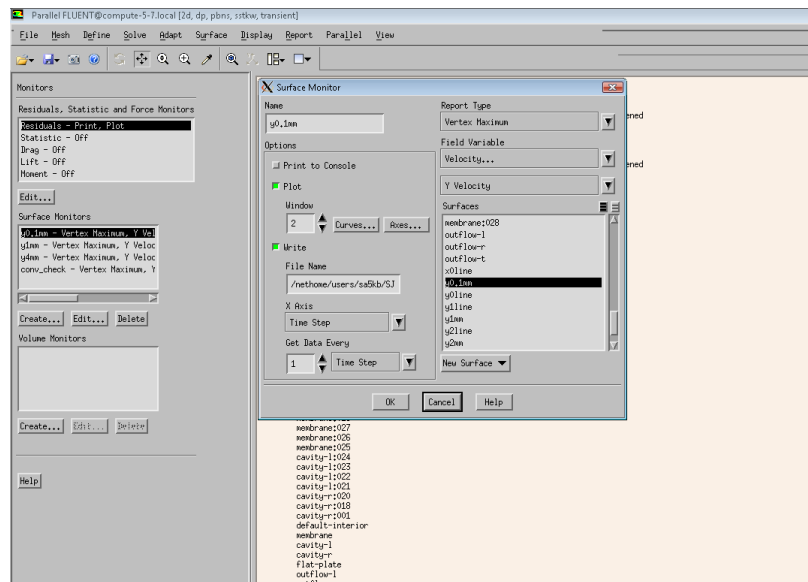 Parallel FLUENT@compute-5-7.local [2d, dp, pbns, sstkw, transient]
File Mesh Define Solve Adapt Surface Display Report Parallel View
Monitors
Residuals, Statistic and Force Monitors
Residuals - Print, Plot
Statistic - Off
Drag - Off
Lift - Off
Moment - Off
Edit...
Surface Monitors
y0.1mm - Vertex Maximum, Y Vel
y1mm - Vertex Maximum, Y Veloc
y4mm - Vertex Maximum, Y Veloc
conv_check - Vertex Maximum, Y
Create... Edit... Delete
Volume Monitors
Create... Edit... Delete
Help
Surface Monitor
Name
y0.1mm
Options
Print to Console
Plot
Window
2 Curves... Axes...
Write
File Name
/nethome/users/sa5kb/SJ
X Axis
Time Step
Get Data Every
1 Time Step
Report Type
Vertex Maximum
Field Variable
Velocity...
Y Velocity
Surfaces
membrane:028
outflow-l
outflow-r
outflow-t
x0line
y0.1mm
y0line
y1line
y1mm
y2line
y2mm
New Surface
OK Cancel Help
ened
ened
membrane:027
membrane:026
membrane:025
cavity-l:024
cavity-l:023
cavity-l:022
cavity-l:021
cavity-r:020
cavity-r:018
cavity-r:001
default-interior
membrane
cavity-l
cavity-r
flat-plate
outflow-l